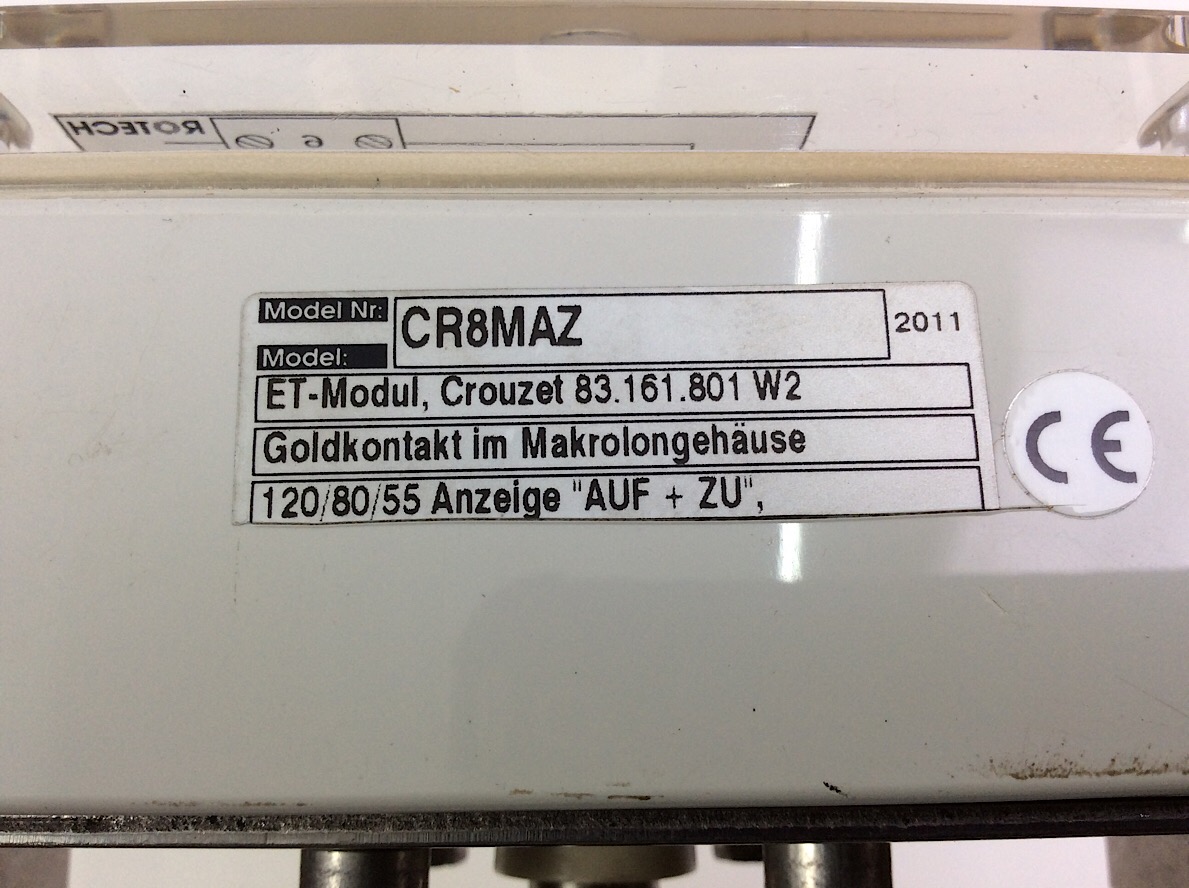 ROTECH
6
Model Nr: CR8MAZ 2011
Model:
ET-Modul, Crouzet 83.161.801 W2
Goldkontakt im Makrolongehäuse
120/80/55 Anzeige "AUF + ZU",
CE